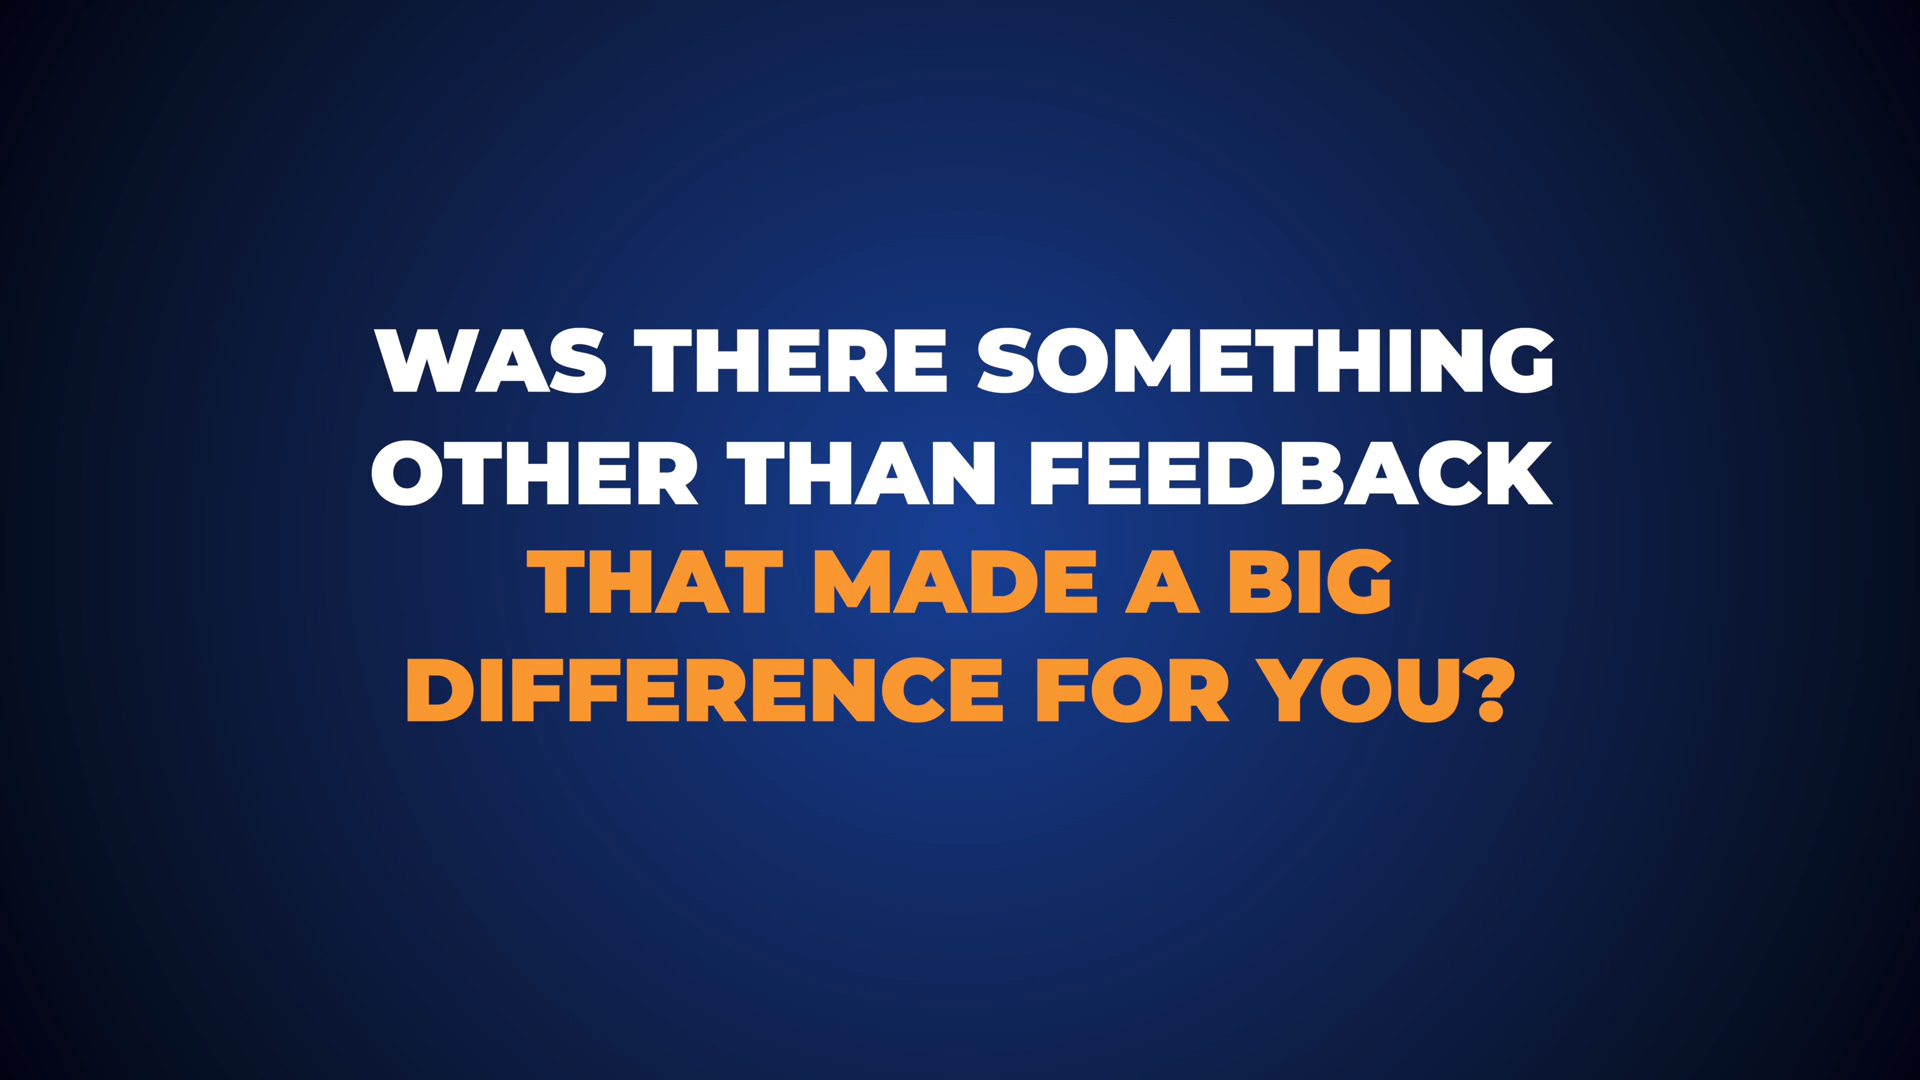 WAS THERE SOMETHING
OTHER THAN FEEDBACK
THAT MADE A BIG
DIFFERENCE FOR YOU?